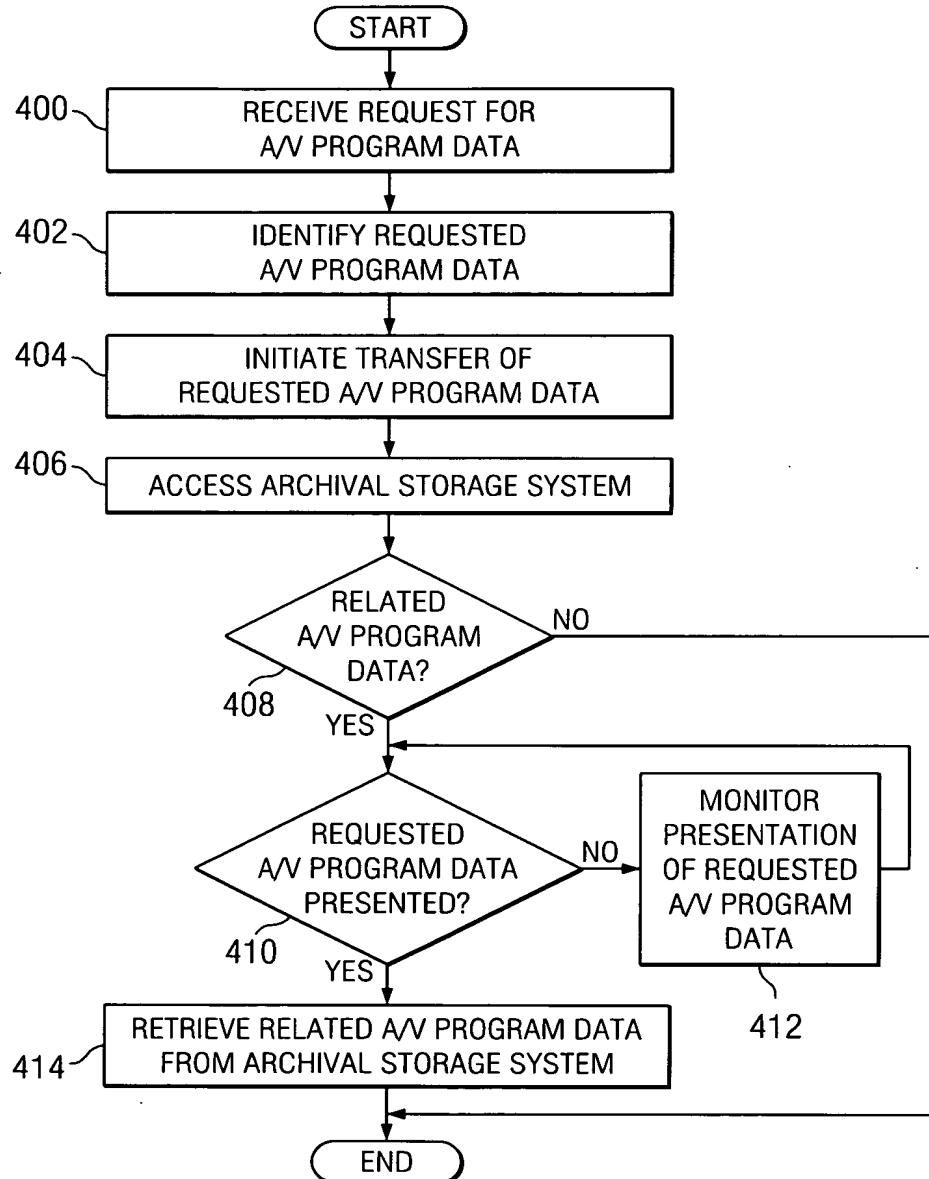 START
400
RECEIVE REQUEST FOR
A/V PROGRAM DATA
402
IDENTIFY REQUESTED
A/V PROGRAM DATA
404
INITIATE TRANSFER OF
REQUESTED A/V PROGRAM DATA
406
ACCESS ARCHIVAL STORAGE SYSTEM
RELATED
A/V PROGRAM
DATA?
NO
408
YES
REQUESTED
A/V PROGRAM DATA
PRESENTED?
NO
410
YES
MONITOR
PRESENTATION
OF REQUESTED
A/V PROGRAM
DATA
412
RETRIEVE RELATED A/V PROGRAM DATA
FROM ARCHIVAL STORAGE SYSTEM
414
END